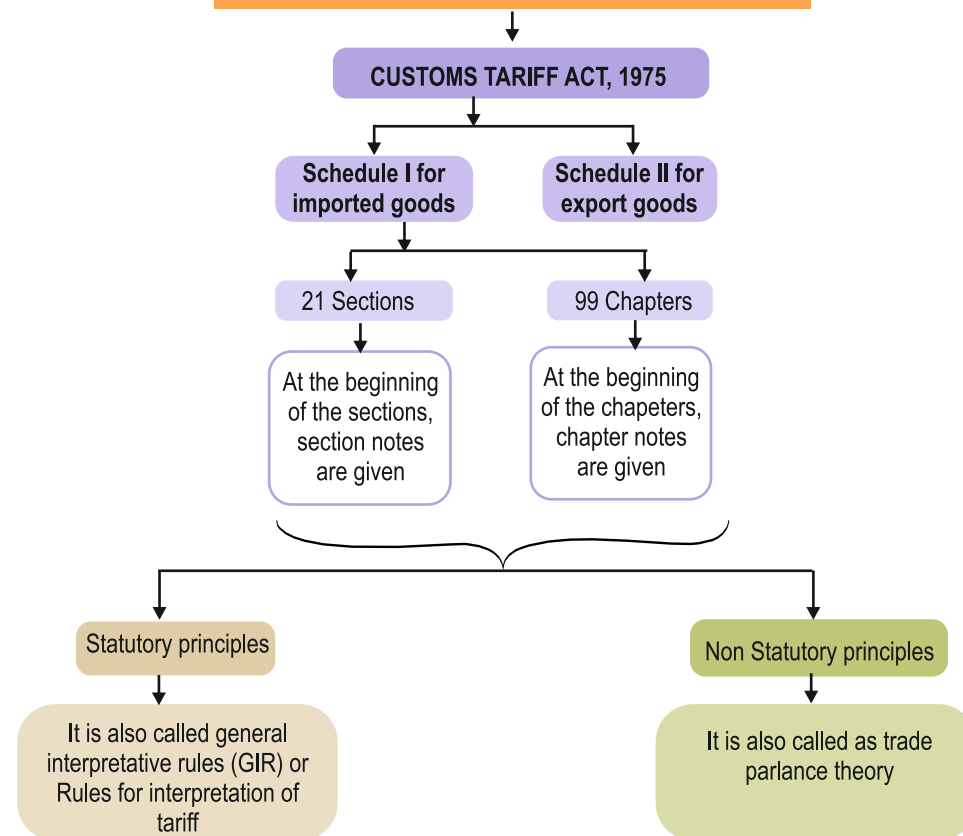 CUSTOMS TARIFF ACT, 1975
Schedule I for
imported goods
Schedule II for
export goods
21 Sections
99 Chapters
At the beginning
of the sections,
section notes
are given
At the beginning
of the chapeters,
chapter notes
are given
Statutory principles
Non Statutory principles
It is also called general
interpretative rules (GIR) or
Rules for interpretation of
tariff
It is also called as trade
parlance theory